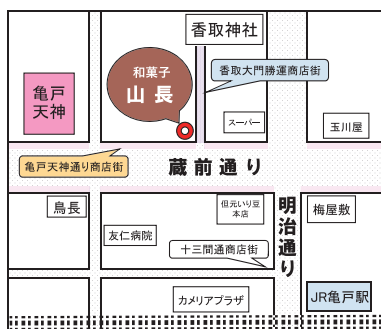 香取神社
和菓子
山長
香取大門勝運商店街
亀戸
天神
スーパー
玉川屋
亀戸天神通り商店街
蔵前通り
鳥長
友仁病院
但元いり豆
本店
明治通り
梅屋敷
十三間通商店街
カメリアプラザ
JR亀戸駅